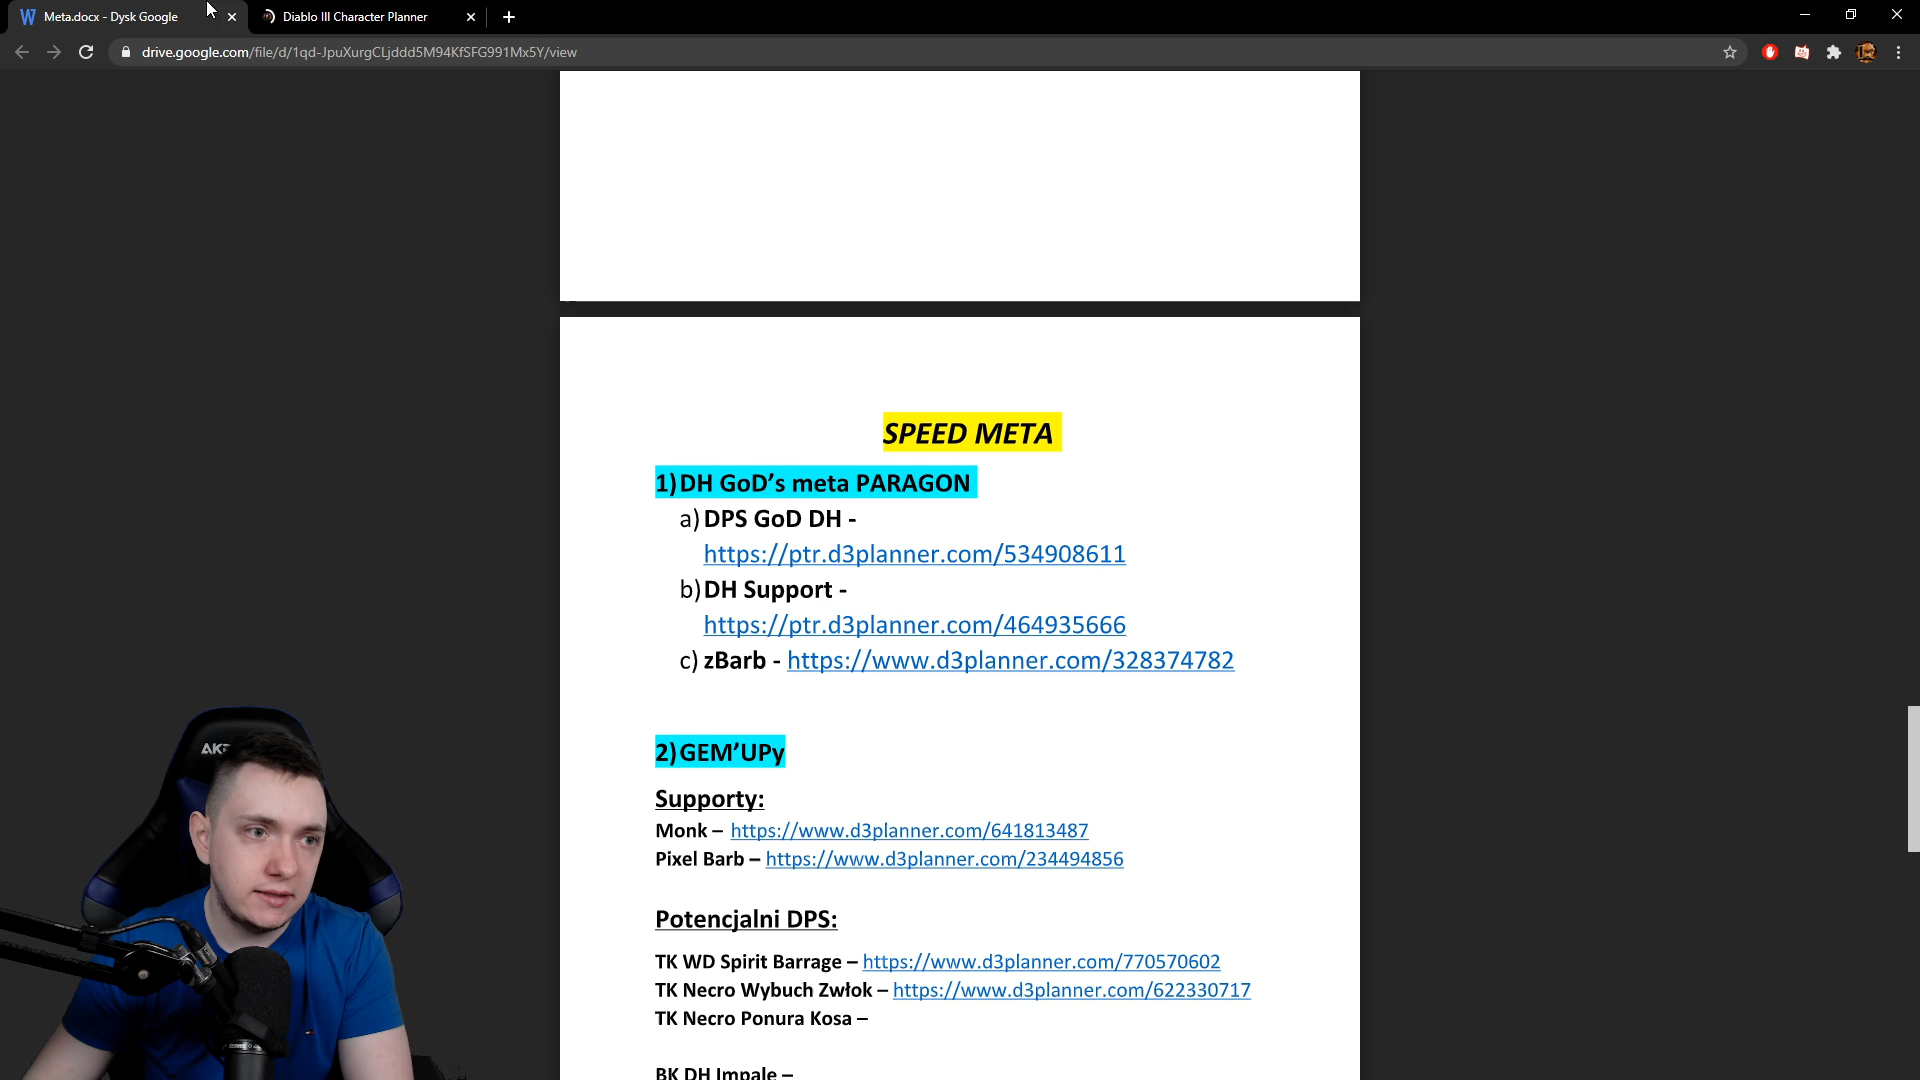 Meta.docx - Dysk Google
Diablo III Character Planner
drive.google.com/file/d/1qd-JpuXurgCLjddd5M94KfSFG991Mx5Y/view
SPEED META
1)DH GoD's meta PARAGON
a)DPS GoD DH -
https://ptr.d3planner.com/534908611
b)DH Support -
https://ptr.d3planner.com/464935666
c) zBarb - https://www.d3planner.com/328374782
2)GEM'UPy
Supporty:
Monk – https://www.d3planner.com/641813487
Pixel Barb – https://www.d3planner.com/234494856
Potencjalni DPS:
TK WD Spirit Barrage – https://www.d3planner.com/770570602
TK Necro Wybuch Zwłok – https://www.d3planner.com/622330717
TK Necro Ponura Kosa –
BK DH Impale –